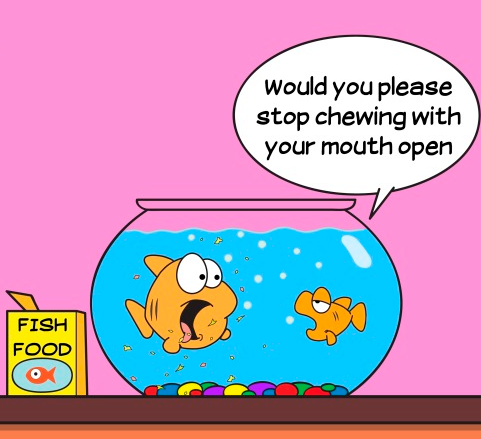 Would you please
stop chewing with
your mouth open
FISH
FOOD